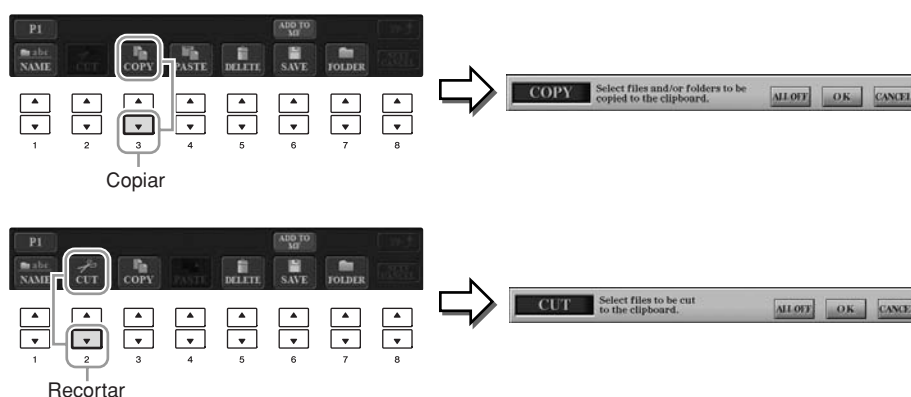 P1
ADD TO MF
abc
NAME CUT COPY PASTE DELETE SAVE FOLDER
1 2 3 4 5 6 7 8
Copiar
COPY
Select files and/or folders to be
copied to the clipboard.
ALL OFF OK CANCEL
P1
ADD TO MF
abc
NAME CUT COPY PASTE DELETE SAVE FOLDER
1 2 3 4 5 6 7 8
Recortar
CUT
Select files to be cut
to the clipboard.
ALL OFF OK CANCE